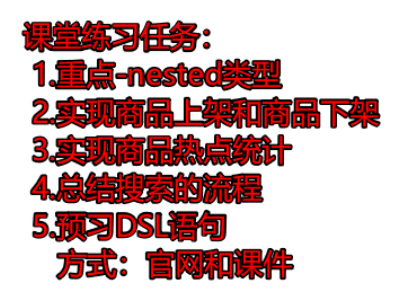 课堂练习任务：
1.重点-nested类型
2.实现商品上架和商品下架
3.实现商品热点统计
4.总结搜索的流程
5.预习DSL语句
方式：官网和课件